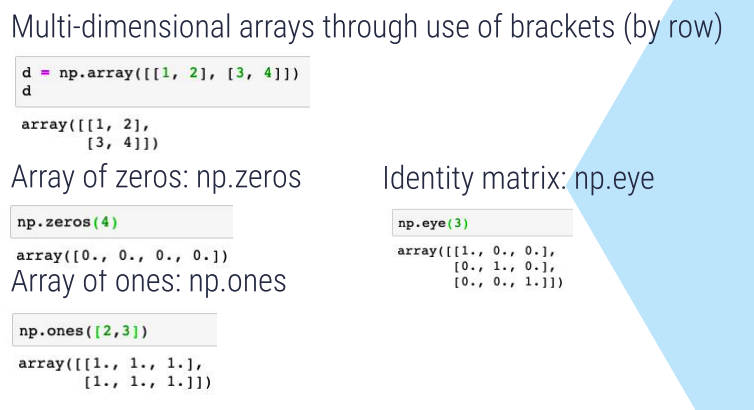 Multi-dimensional arrays through use of brackets (by row)
d = np.array([[1, 2], [3, 4]])
d
array([[1, 2],
       [3, 4]])
Array of zeros: np.zeros
np.zeros(4)
array([0., 0., 0., 0.])
Array of ones: np.ones
np.ones([2,3])
array([[1., 1., 1.],
       [1., 1., 1.]])
Identity matrix: np.eye
np.eye(3)
array([[1., 0., 0.],
       [0., 1., 0.],
       [0., 0., 1.]])